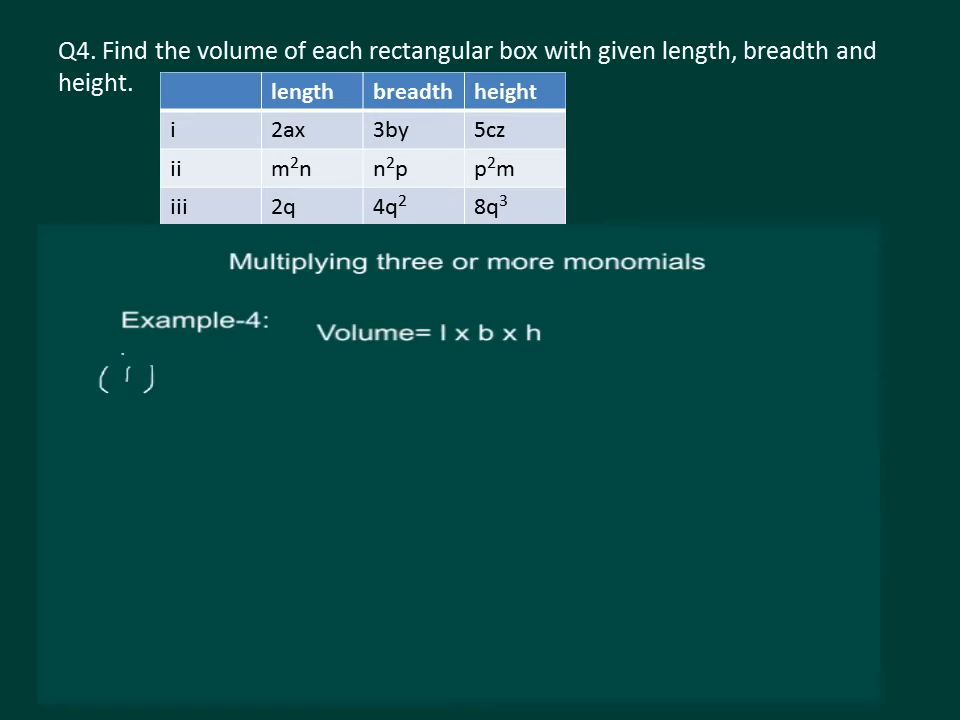 Q4. Find the volume of each rectangular box with given length, breadth and
height.
length breadth height
i 2ax 3by 5cz
ii m²n n²p p²m
iii 2q 4q² 8q³
Multiplying three or more monomials
Example-4:
Volume= l x b x h
(i)